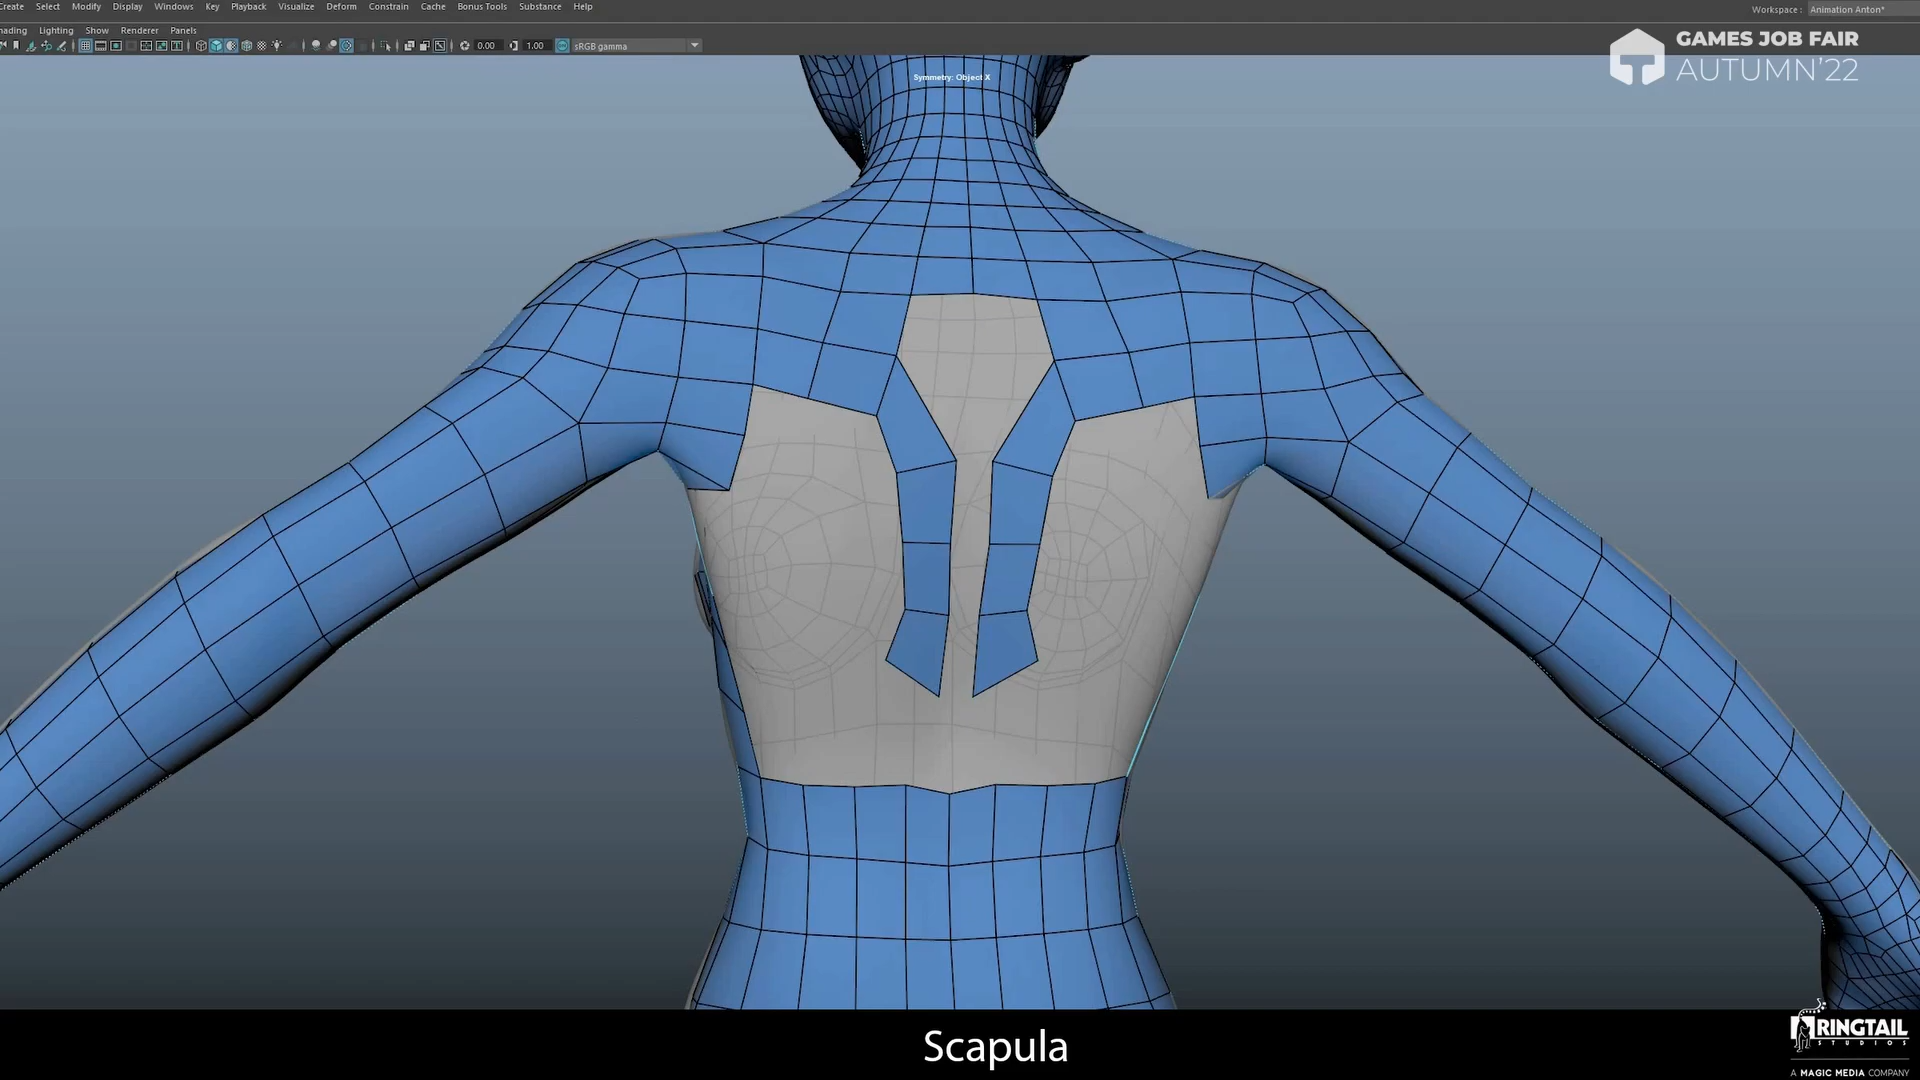 Create Select Modify Display Windows Key Playback Visualize Deform Constrain Cache Bonus Tools Substance Help
Workspace : Animation Anton*
Lighting Show Renderer Panels
0.00 1.00 sRGB gamma
GAMES JOB FAIR
AUTUMN'22
Symmetry: Object X
Scapula
RINGTAIL
STUDIOS
A MAGIC MEDIA COMPANY